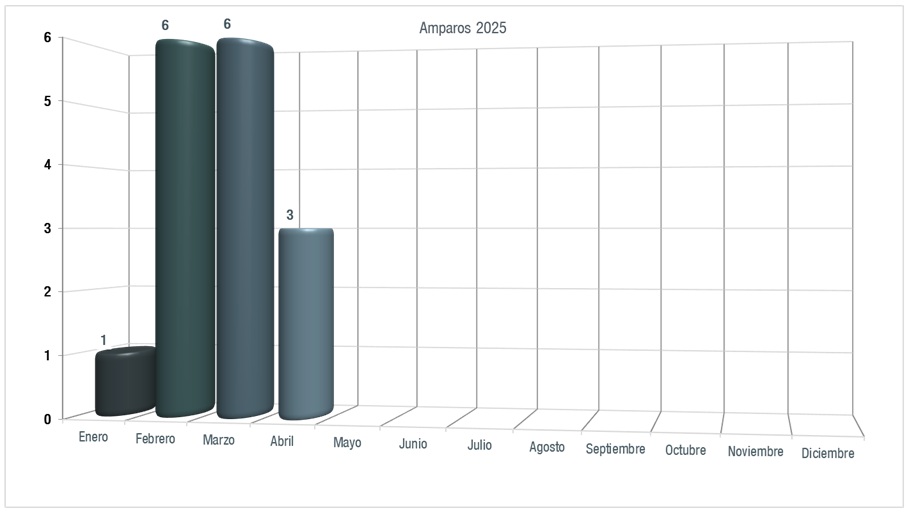 Amparos 2025
6
5
4
3
2
1
0
1
6
6
3
Enero
Febrero
Marzo
Abril
Mayo
Junio
Julio
Agosto
Septiembre
Octubre
Noviembre
Diciembre